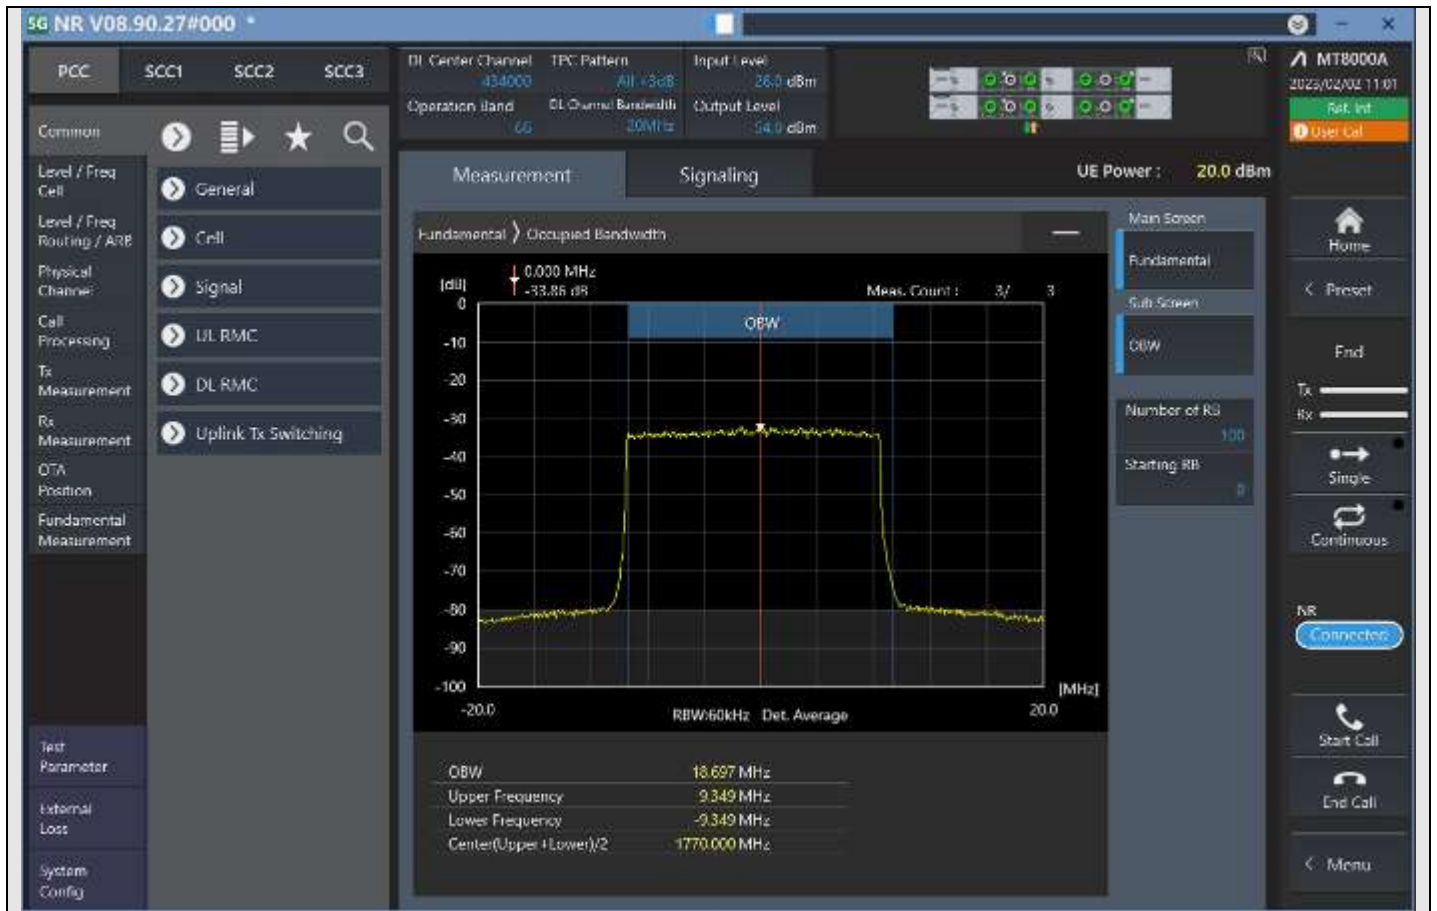 5G NR V08.90.27#000 *
PCC SCC1 SCC2 SCC3
DL Center Channel 434000
TPC Pattern All +3dB
Input Level 26.0 dBm
Operation Band 66
DL Channel Bandwidth 20MHz
Output Level 54.0 dBm
MT8000A
2023/02/02 11:01
Ref. Int
User Cal
Common
Level / Freq
Cell
Level / Freq
Routing / ARB
Physical
Channel
Call
Processing
Tx
Measurement
Rx
Measurement
OTA
Position
Fundamental
Measurement
Test
Parameter
External
Loss
System
Config
General
Cell
Signal
UL RMC
DL RMC
Uplink Tx Switching
Measurement Signaling
UE Power : 20.0 dBm
Fundamental Occupied Bandwidth
[dB]
0.000 MHz
-33.86 dB
Meas. Count : 3/ 3
OBW
0
-10
-20
-30
-40
-50
-60
-70
-80
-90
-100
[MHz]
-20.0 RBW:60kHz Det. Average 20.0
OBW 18.697 MHz
Upper Frequency 9.349 MHz
Lower Frequency -9.349 MHz
Center(Upper+Lower)/2 1770.000 MHz
Main Screen
Fundamental
Sub Screen
OBW
Number of RB
100
Starting RB
0
Home
< Preset
End
Tx
Rx
Single
Continuous
NR
Connected
Start Call
End Call
< Menu